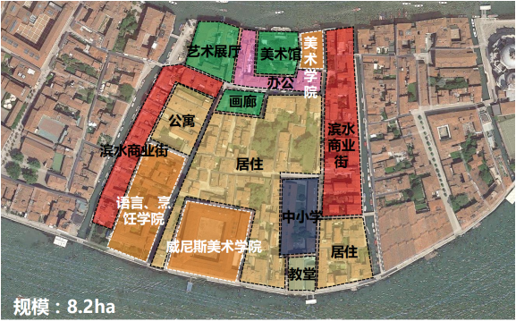 艺术展厅
美术馆
美术
学院
办公
画廊
公寓
滨水商业街
居住
滨水
商业
街
语言、烹
饪学院
威尼斯美术学院
中小学
教堂
居住
规模：8.2ha